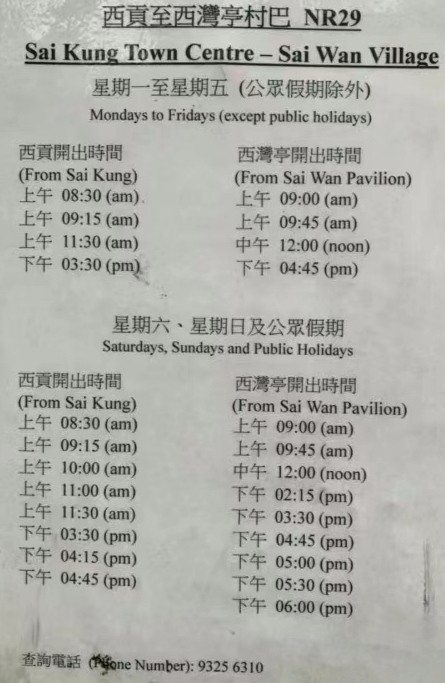 西貢至西灣亭村巴 NR29
Sai Kung Town Centre – Sai Wan Village
星期一至星期五 (公眾假期除外)
Mondays to Fridays (except public holidays)
西貢開出時間
(From Sai Kung)
上午 08:30 (am)
上午 09:15 (am)
上午 11:30 (am)
下午 03:30 (pm)
西灣亭開出時間
(From Sai Wan Pavilion)
上午 09:00 (am)
上午 09:45 (am)
中午 12:00 (noon)
下午 04:45 (pm)
星期六、星期日及公眾假期
Saturdays, Sundays and Public Holidays
西貢開出時間
(From Sai Kung)
上午 08:30 (am)
上午 09:15 (am)
上午 10:00 (am)
上午 11:00 (am)
上午 11:30 (am)
下午 03:30 (pm)
下午 04:15 (pm)
下午 04:45 (pm)
西灣亭開出時間
(From Sai Wan Pavilion)
上午 09:00 (am)
上午 09:45 (am)
中午 12:00 (noon)
下午 02:15 (pm)
下午 03:30 (pm)
下午 04:45 (pm)
下午 05:00 (pm)
下午 05:30 (pm)
下午 06:00 (pm)
查詢電話 (Phone Number): 9325 6310